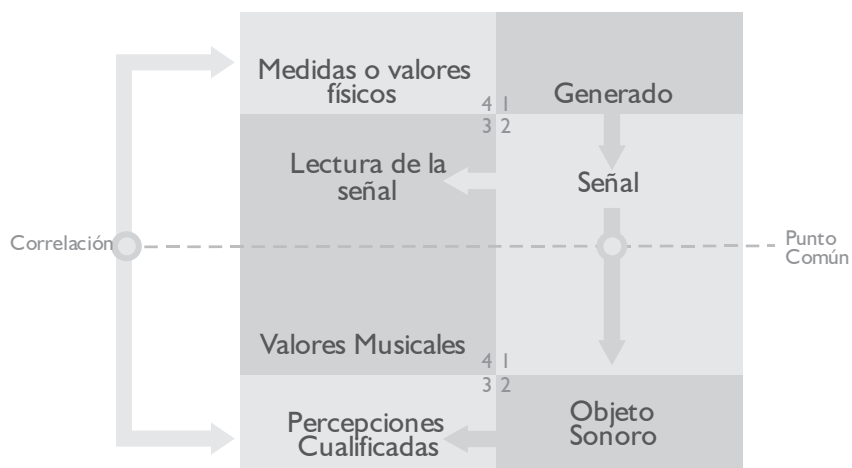 Medidas o valores
físicos
4 1
Generado
3 2
Lectura de la
señal
Señal
Correlación
Punto
Común
Valores Musicales
4 1
3 2
Percepciones
Cualificadas
Objeto
Sonoro